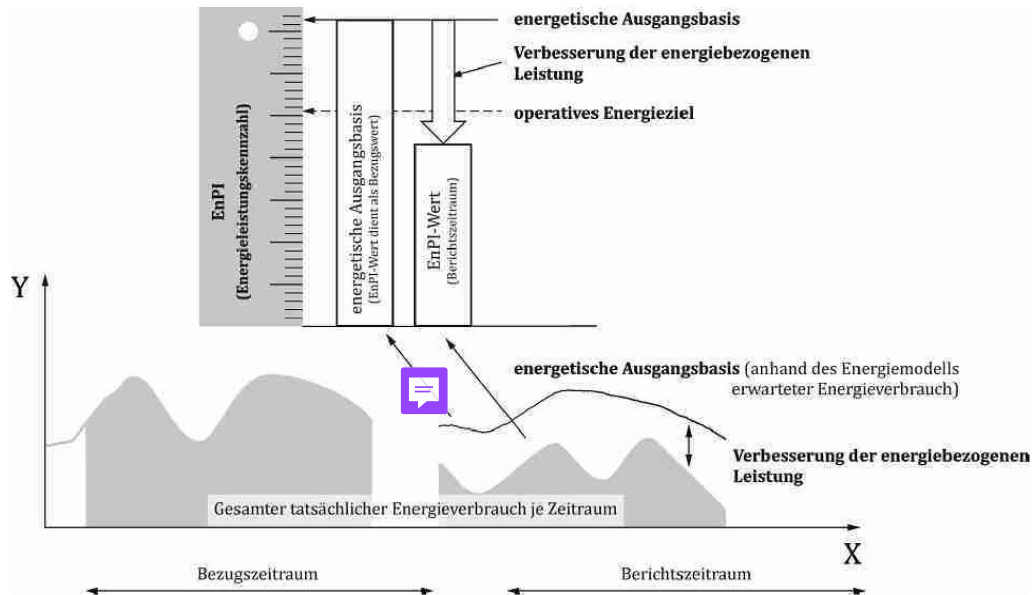 energetische Ausgangsbasis
Verbesserung der energiebezogenen
Leistung
operatives Energieziel
EnPI
(Energieleistungskennzahl)
energetische Ausgangsbasis
(EnPI-Wert dient als Bezugswert)
EnPI-Wert
(Berichtszeitraum)
Y
energetische Ausgangsbasis (anhand des Energiemodells
erwarteter Energieverbrauch)
Verbesserung der energiebezogenen
Leistung
Gesamter tatsächlicher Energieverbrauch je Zeitraum
X
Bezugszeitraum
Berichtszeitraum